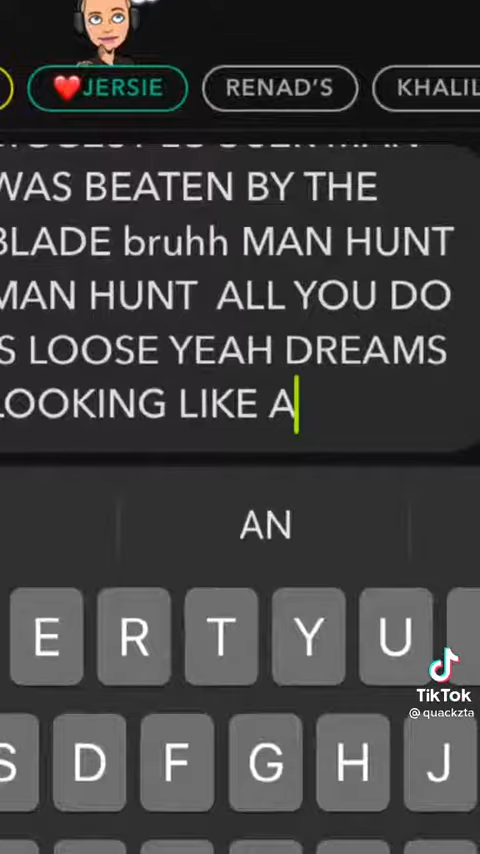 ❤️JERSIE
RENAD'S
KHALIL
WAS BEATEN BY THE
BLADE bruhh MAN HUNT
MAN HUNT ALL YOU DO
S LOOSE YEAH DREAMS
LOOKING LIKE A
AN
E R T Y U
TikTok
@ quackzta
S D F G H J